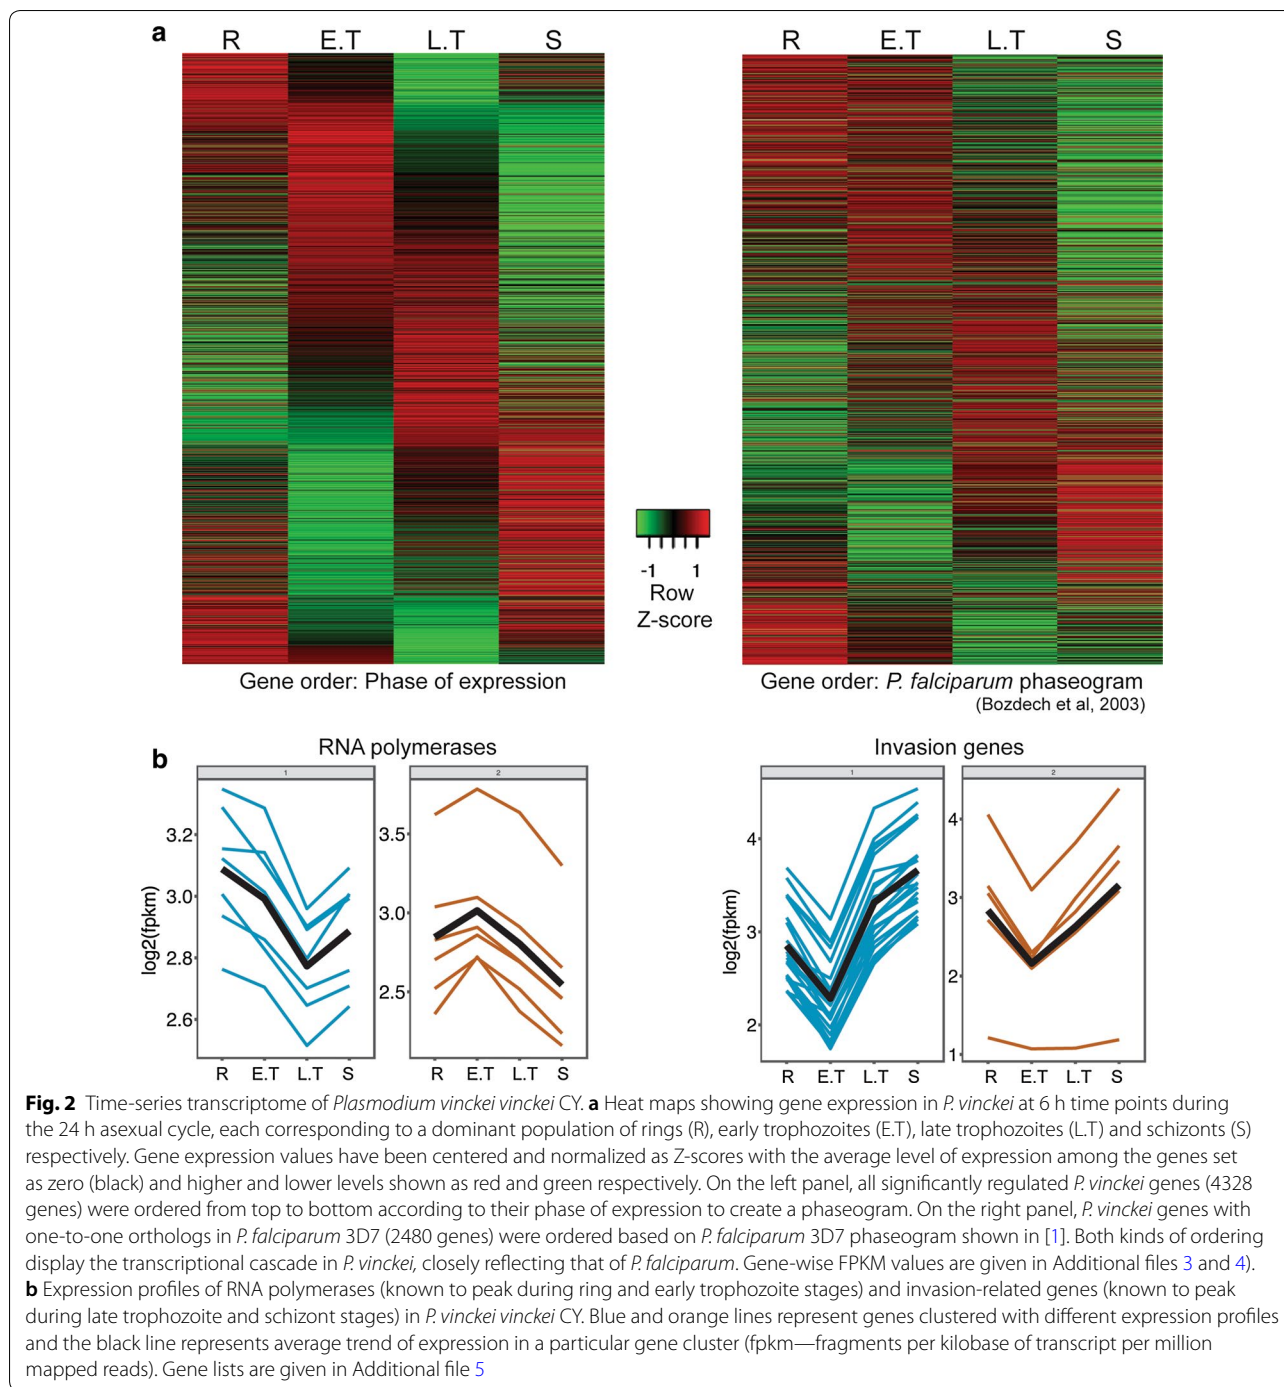 a
R E.T L.T S
R E.T L.T S
-1 1
Row
Z-score
Gene order: Phase of expression
Gene order: P. falciparum phaseogram
(Bozdech et al, 2003)
b
RNA polymerases
Invasion genes
1
2
1
2
log2(fpkm)
3.2
3.0
2.8
2.6
3.5
3.0
2.5
log2(fpkm)
4
3
2
4
3
2
1
R E.T L.T S
R E.T L.T S
R E.T L.T S
R E.T L.T S
Fig. 2 Time-series transcriptome of Plasmodium vinckei vinckei CY. a Heat maps showing gene expression in P. vinckei at 6 h time points during
the 24 h asexual cycle, each corresponding to a dominant population of rings (R), early trophozoites (E.T), late trophozoites (L.T) and schizonts (S)
respectively. Gene expression values have been centered and normalized as Z-scores with the average level of expression among the genes set
as zero (black) and higher and lower levels shown as red and green respectively. On the left panel, all significantly regulated P. vinckei genes (4328
genes) were ordered from top to bottom according to their phase of expression to create a phaseogram. On the right panel, P. vinckei genes with
one-to-one orthologs in P. falciparum 3D7 (2480 genes) were ordered based on P. falciparum 3D7 phaseogram shown in [1]. Both kinds of ordering
display the transcriptional cascade in P. vinckei, closely reflecting that of P. falciparum. Gene-wise FPKM values are given in Additional files 3 and 4).
b Expression profiles of RNA polymerases (known to peak during ring and early trophozoite stages) and invasion-related genes (known to peak
during late trophozoite and schizont stages) in P. vinckei vinckei CY. Blue and orange lines represent genes clustered with different expression profiles
and the black line represents average trend of expression in a particular gene cluster (fpkm—fragments per kilobase of transcript per million
mapped reads). Gene lists are given in Additional file 5